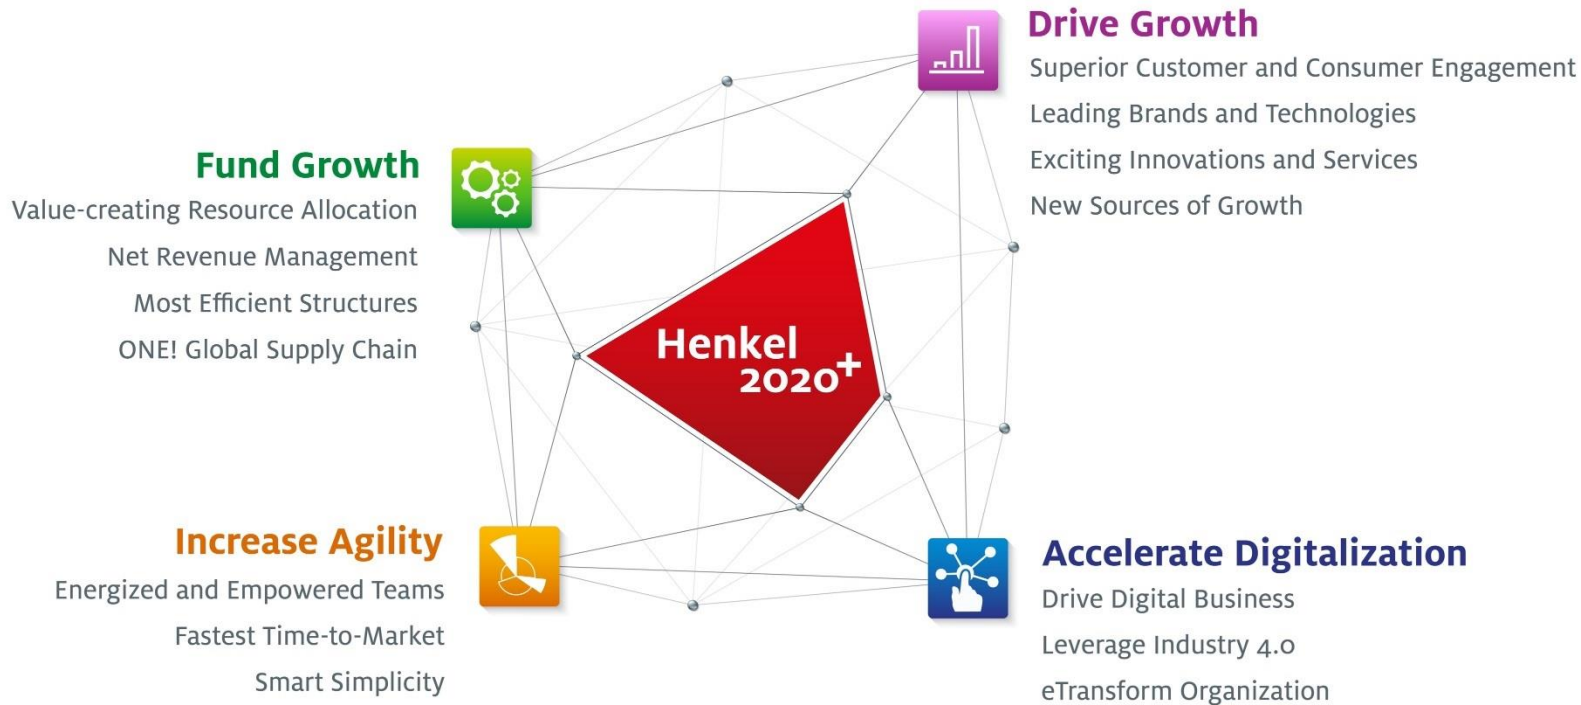 Drive Growth
Superior Customer and Consumer Engagement
Leading Brands and Technologies
Exciting Innovations and Services
New Sources of Growth
Fund Growth
Value-creating Resource Allocation
Net Revenue Management
Most Efficient Structures
ONE! Global Supply Chain
Henkel
2020+
Increase Agility
Energized and Empowered Teams
Fastest Time-to-Market
Smart Simplicity
Accelerate Digitalization
Drive Digital Business
Leverage Industry 4.0
eTransform Organization